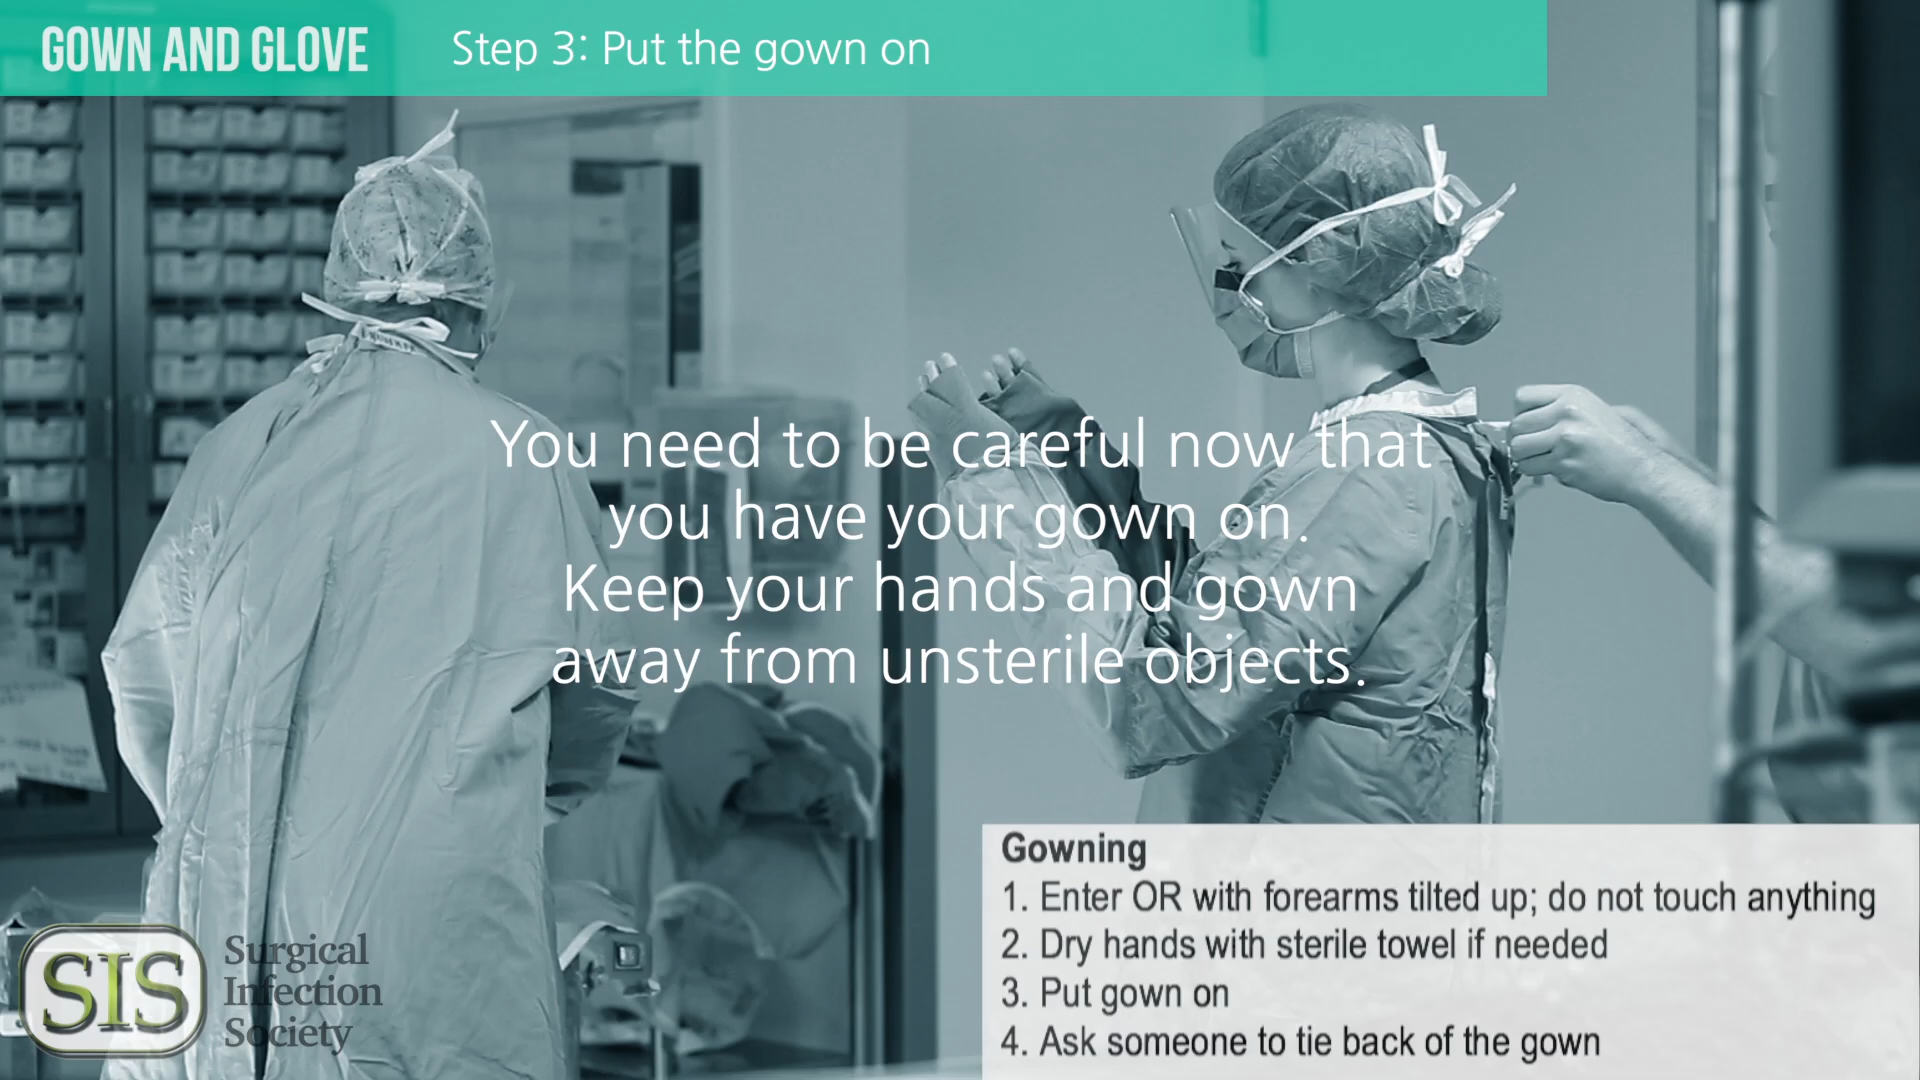 GOWN AND GLOVE
Step 3: Put the gown on
You need to be careful now that
you have your gown on.
Keep your hands and gown
away from unsterile objects.
Gowning
1. Enter OR with forearms tilted up; do not touch anything
2. Dry hands with sterile towel if needed
3. Put gown on
4. Ask someone to tie back of the gown
SIS
Surgical
Infection
Society